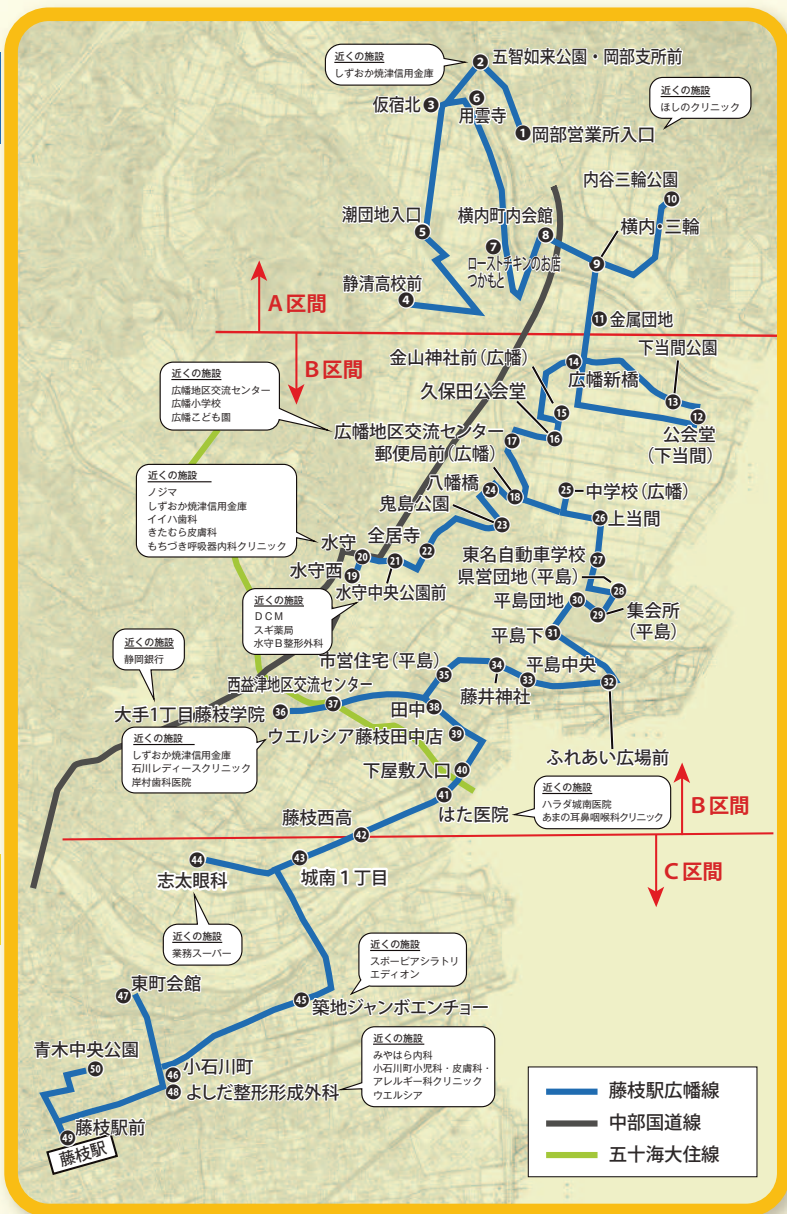 近くの施設
しずおか焼津信用金庫
2 五智如来公園・岡部支所前
近くの施設
ほしのクリニック
3 仮宿北
6 用雲寺
1 岡部営業所入口
内谷三輪公園 10
潮団地入口 5
横内町内会館 8
横内・三輪 9
7 ローストチキンのお店
つかもと
静清高校前 4
A区間
11 金属団地
B区間
金山神社前(広幡) 15
14 広幡新橋
下当間公園 13
久保田公会堂 16
12 公会堂
(下当間)
近くの施設
広幡地区交流センター
広幡小学校
広幡こども園
広幡地区交流センター 17
郵便局前(広幡) 18
近くの施設
ノジマ
しずおか焼津信用金庫
イイハ歯科
きたむら皮膚科
もちづき呼吸器内科クリニック
八幡橋 24
25 中学校(広幡)
鬼島公園 23
26 上当間
水守 20
全居寺 22
水守西 19
21 水守中央公園前
東名自動車学校 27
県営団地(平島) 28
平島団地 30
29 集会所
(平島)
近くの施設
DCM
スギ薬局
水守B整形外科
平島下 31
近くの施設
静岡銀行
市営住宅(平島) 35
34 藤井神社
平島中央 33
32 ふれあい広場前
西益津地区交流センター 37
大手1丁目藤枝学院 36
田中 38
近くの施設
しずおか焼津信用金庫
石川レディースクリニック
岸村歯科医院
ウエルシア藤枝田中店 39
下屋敷入口 40
41 はた医院
近くの施設
ハラダ城南医院
あまの耳鼻咽喉科クリニック
B区間
藤枝西高 42
C区間
43 城南1丁目
44 志太眼科
近くの施設
業務スーパー
近くの施設
スポーピアシラトリ
エディオン
47 東町会館
45 築地ジャンボエンチョー
近くの施設
みやはら内科
小石川町小児科・皮膚科・
アレルギー科クリニック
ウエルシア
青木中央公園 50
46 小石川町
48 よしだ整形形成外科
49 藤枝駅前
藤枝駅
藤枝駅広幡線
中部国道線
五十海大住線